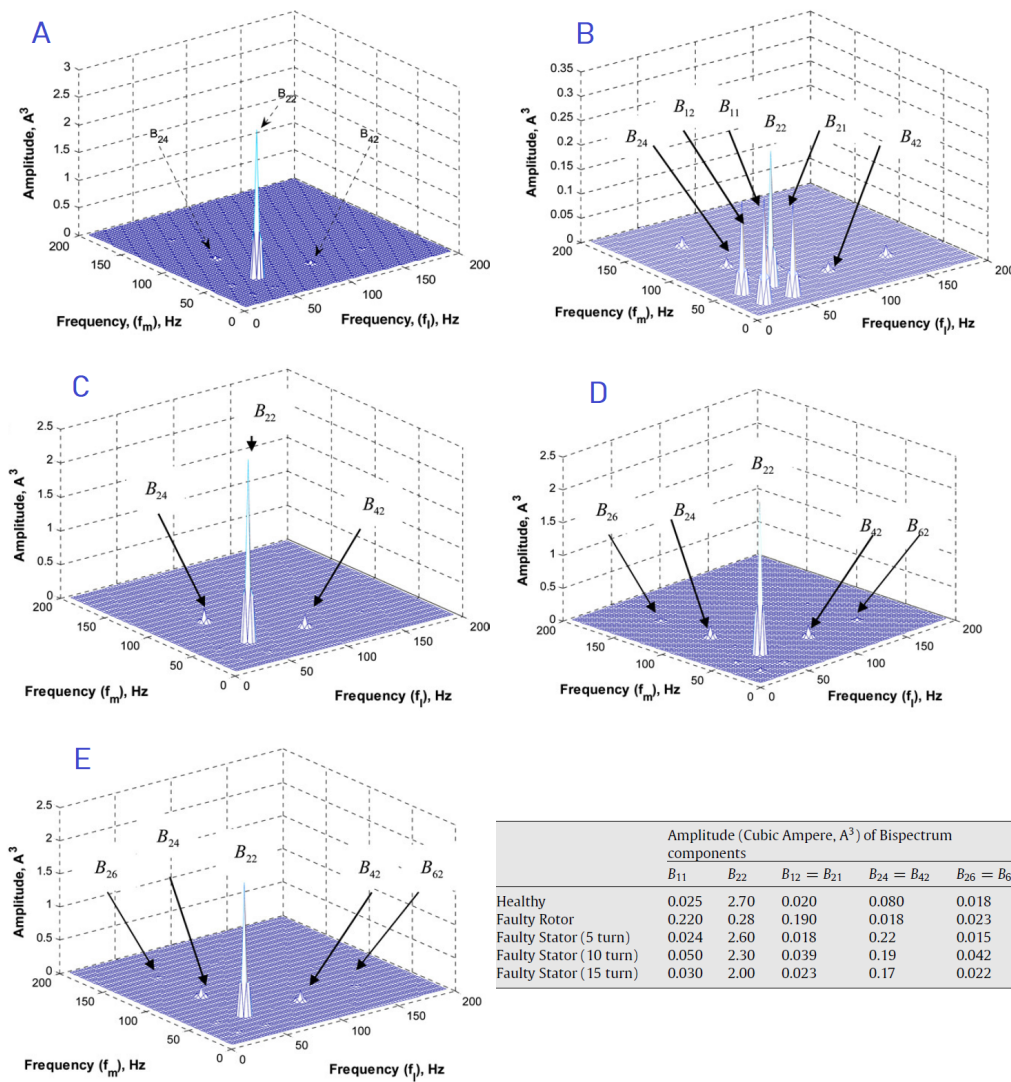 A
3
2.5
2
1.5
1
0.5
0
Amplitude, A³
B₂₂
B₂₄
B₄₂
200
150
100
50
0
0
50
100
150
200
Frequency, (fₘ), Hz
Frequency, (fₗ), Hz
B
0.35
0.3
0.25
0.2
0.15
0.1
0.05
0
Amplitude, A³
B₂₄
B₁₂
B₁₁
B₂₂
B₂₁
B₄₂
200
150
100
50
0
0
50
100
150
200
Frequency (fₘ), Hz
Frequency (fₗ), Hz
C
2.5
2
1.5
1
0.5
0
Amplitude, A³
B₂₂
B₂₄
B₄₂
200
150
100
50
0
0
50
100
150
200
Frequency (fₘ), Hz
Frequency (fₗ), Hz
D
2.5
2
1.5
1
0.5
0
Amplitude, A³
B₂₂
B₂₆
B₂₄
B₄₂
B₆₂
200
150
100
50
0
0
50
100
150
200
Frequency (fₘ), Hz
Frequency (fₗ), Hz
E
2.5
2
1.5
1
0.5
0
Amplitude, A³
B₂₄
B₂₆
B₂₂
B₄₂
B₆₂
200
150
100
50
0
0
50
100
150
200
Frequency (fₘ), Hz
Frequency (fₗ), Hz
Amplitude (Cubic Ampere, A³) of Bispectrum
components
B₁₁ B₂₂ B₁₂ = B₂₁ B₂₄ = B₄₂ B₂₆ = B₆
Healthy 0.025 2.70 0.020 0.080 0.018
Faulty Rotor 0.220 0.28 0.190 0.018 0.023
Faulty Stator (5 turn) 0.024 2.60 0.018 0.22 0.015
Faulty Stator (10 turn) 0.050 2.30 0.039 0.19 0.042
Faulty Stator (15 turn) 0.030 2.00 0.023 0.17 0.022